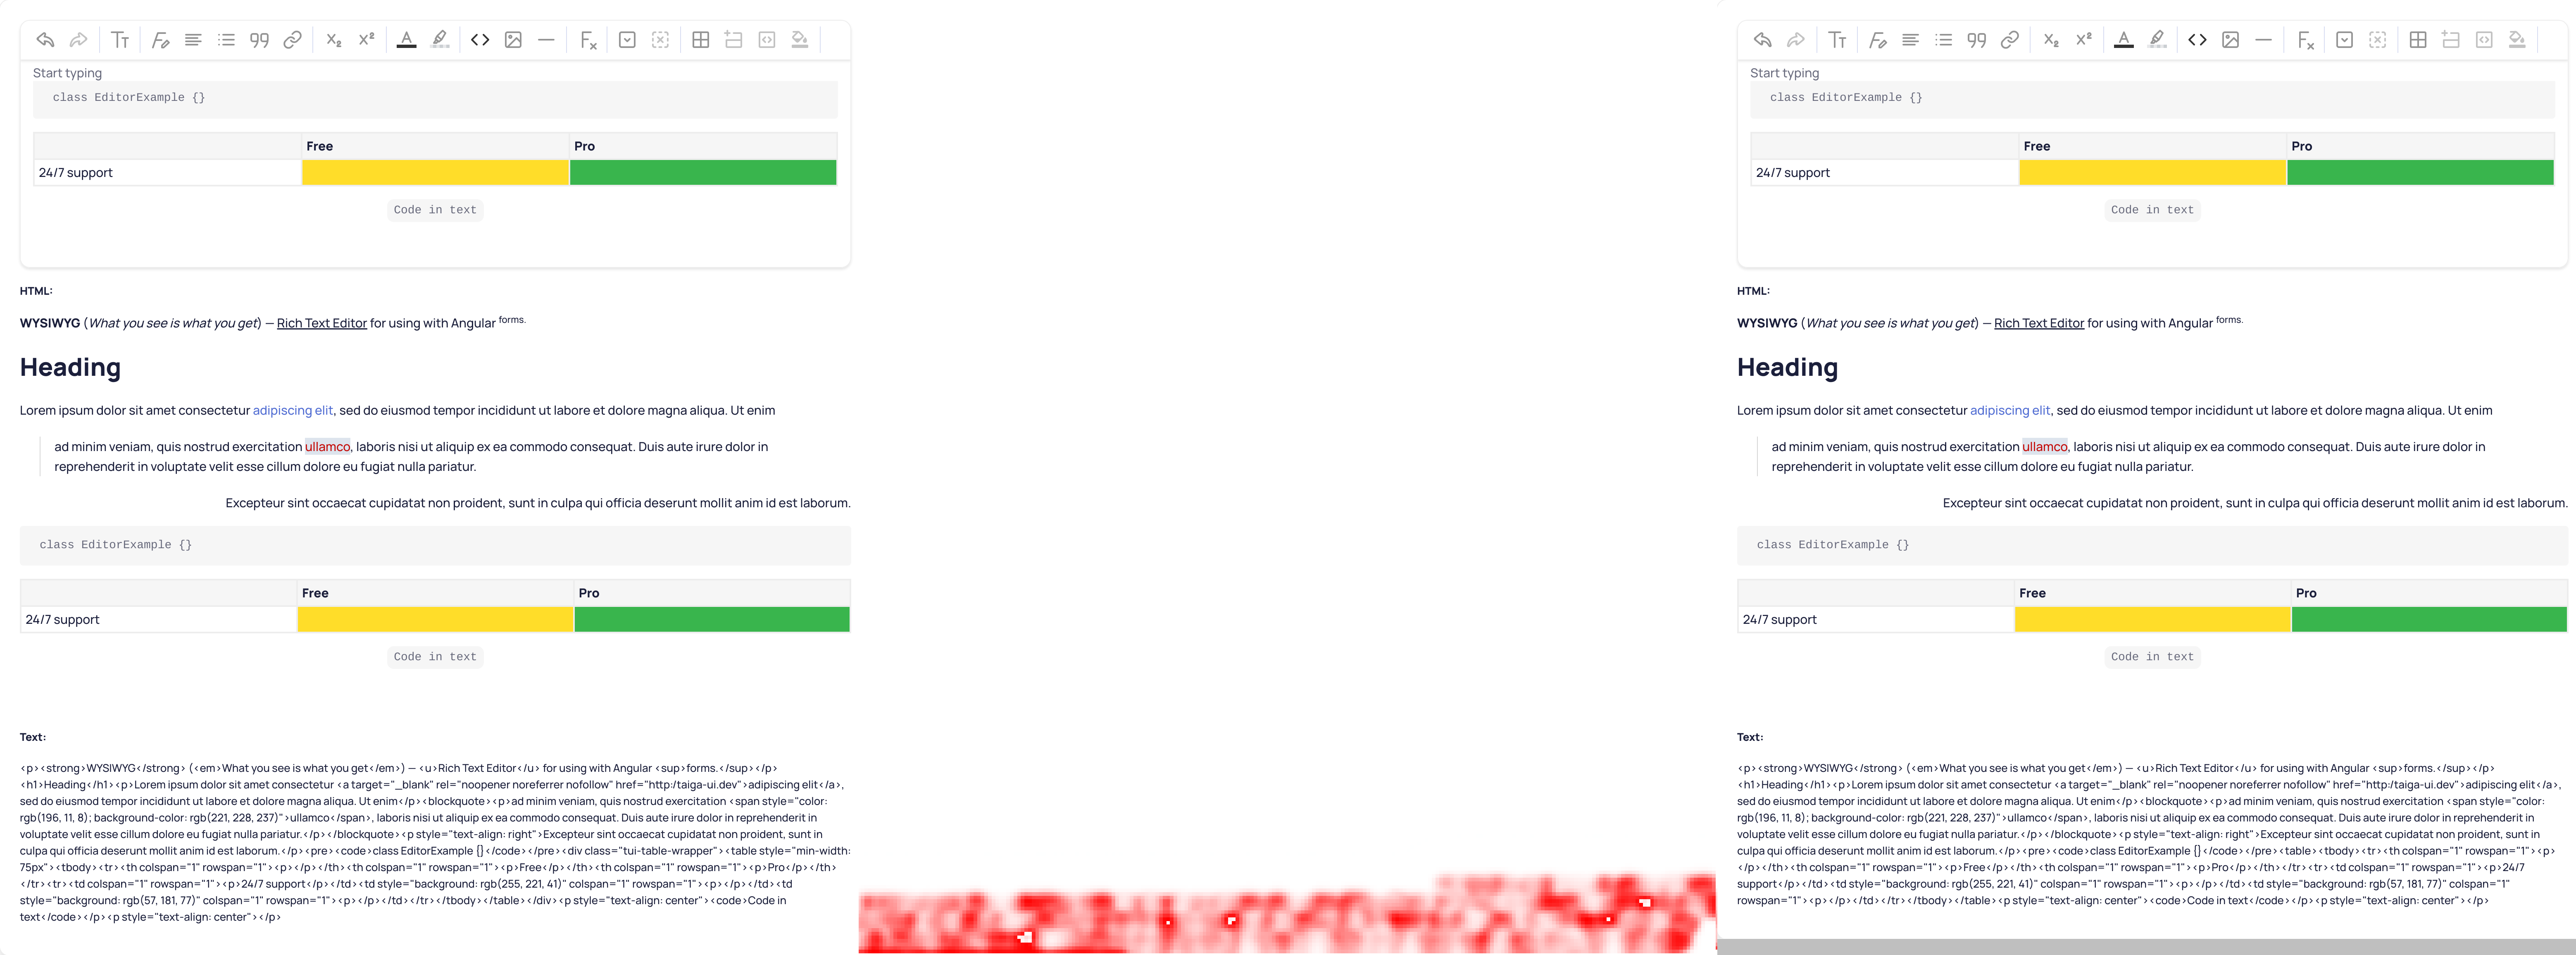 Start typing
class EditorExample {}
Free Pro
24/7 support
Code in text
HTML:
WYSIWYG (What you see is what you get) — Rich Text Editor for using with Angular forms.
Heading
Lorem ipsum dolor sit amet consectetur adipiscing elit, sed do eiusmod tempor incididunt ut labore et dolore magna aliqua. Ut enim
ad minim veniam, quis nostrud exercitation ullamco, laboris nisi ut aliquip ex ea commodo consequat. Duis aute irure dolor in
reprehenderit in voluptate velit esse cillum dolore eu fugiat nulla pariatur.
Excepteur sint occaecat cupidatat non proident, sunt in culpa qui officia deserunt mollit anim id est laborum.
class EditorExample {}
Free Pro
24/7 support
Code in text
Text:
<p><strong>WYSIWYG</strong> (<em>What you see is what you get</em>) — <u>Rich Text Editor</u> for using with Angular <sup>forms.</sup></p>
<h1>Heading</h1><p>Lorem ipsum dolor sit amet consectetur <a target="_blank" rel="noopener noreferrer nofollow" href="http:/taiga-ui.dev">adipiscing elit</a>,
sed do eiusmod tempor incididunt ut labore et dolore magna aliqua. Ut enim</p><blockquote><p>ad minim veniam, quis nostrud exercitation <span style="color:
rgb(196, 11, 8); background-color: rgb(221, 228, 237)">ullamco</span>, laboris nisi ut aliquip ex ea commodo consequat. Duis aute irure dolor in reprehenderit in
voluptate velit esse cillum dolore eu fugiat nulla pariatur.</p></blockquote><p style="text-align: right">Excepteur sint occaecat cupidatat non proident, sunt in
culpa qui officia deserunt mollit anim id est laborum.</p><pre><code>class EditorExample {}</code></pre><div class="tui-table-wrapper"><table style="min-width:
75px"><tbody><tr><th colspan="1" rowspan="1"><p></p></th><th colspan="1" rowspan="1"><p>Free</p></th><th colspan="1" rowspan="1"><p>Pro</p></th>
</tr><tr><td colspan="1" rowspan="1"><p>24/7 support</p></td><td style="background: rgb(255, 221, 41)" colspan="1" rowspan="1"><p></p></td><td
style="background: rgb(57, 181, 77)" colspan="1" rowspan="1"><p></p></td></tr></tbody></table></div><p style="text-align: center"><code>Code in
text</code></p><p style="text-align: center"></p>
Start typing
class EditorExample {}
Free Pro
24/7 support
Code in text
HTML:
WYSIWYG (What you see is what you get) — Rich Text Editor for using with Angular forms.
Heading
Lorem ipsum dolor sit amet consectetur adipiscing elit, sed do eiusmod tempor incididunt ut labore et dolore magna aliqua. Ut enim
ad minim veniam, quis nostrud exercitation ullamco, laboris nisi ut aliquip ex ea commodo consequat. Duis aute irure dolor in
reprehenderit in voluptate velit esse cillum dolore eu fugiat nulla pariatur.
Excepteur sint occaecat cupidatat non proident, sunt in culpa qui officia deserunt mollit anim id est laborum.
class EditorExample {}
Free Pro
24/7 support
Code in text
Text:
<p><strong>WYSIWYG</strong> (<em>What you see is what you get</em>) — <u>Rich Text Editor</u> for using with Angular <sup>forms.</sup></p>
<h1>Heading</h1><p>Lorem ipsum dolor sit amet consectetur <a target="_blank" rel="noopener noreferrer nofollow" href="http:/taiga-ui.dev">adipiscing elit</a>,
sed do eiusmod tempor incididunt ut labore et dolore magna aliqua. Ut enim</p><blockquote><p>ad minim veniam, quis nostrud exercitation <span style="color:
rgb(196, 11, 8); background-color: rgb(221, 228, 237)">ullamco</span>, laboris nisi ut aliquip ex ea commodo consequat. Duis aute irure dolor in reprehenderit in
voluptate velit esse cillum dolore eu fugiat nulla pariatur.</p></blockquote><p style="text-align: right">Excepteur sint occaecat cupidatat non proident, sunt in
culpa qui officia deserunt mollit anim id est laborum.</p><pre><code>class EditorExample {}</code></pre><table><tbody><tr><th colspan="1" rowspan="1"><p>
</p></th><th colspan="1" rowspan="1"><p>Free</p></th><th colspan="1" rowspan="1"><p>Pro</p></th></tr><tr><td colspan="1" rowspan="1"><p>24/7
support</p></td><td style="background: rgb(255, 221, 41)" colspan="1" rowspan="1"><p></p></td><td style="background: rgb(57, 181, 77)" colspan="1"
rowspan="1"><p></p></td></tr></tbody></table><p style="text-align: center"><code>Code in text</code></p><p style="text-align: center"></p>